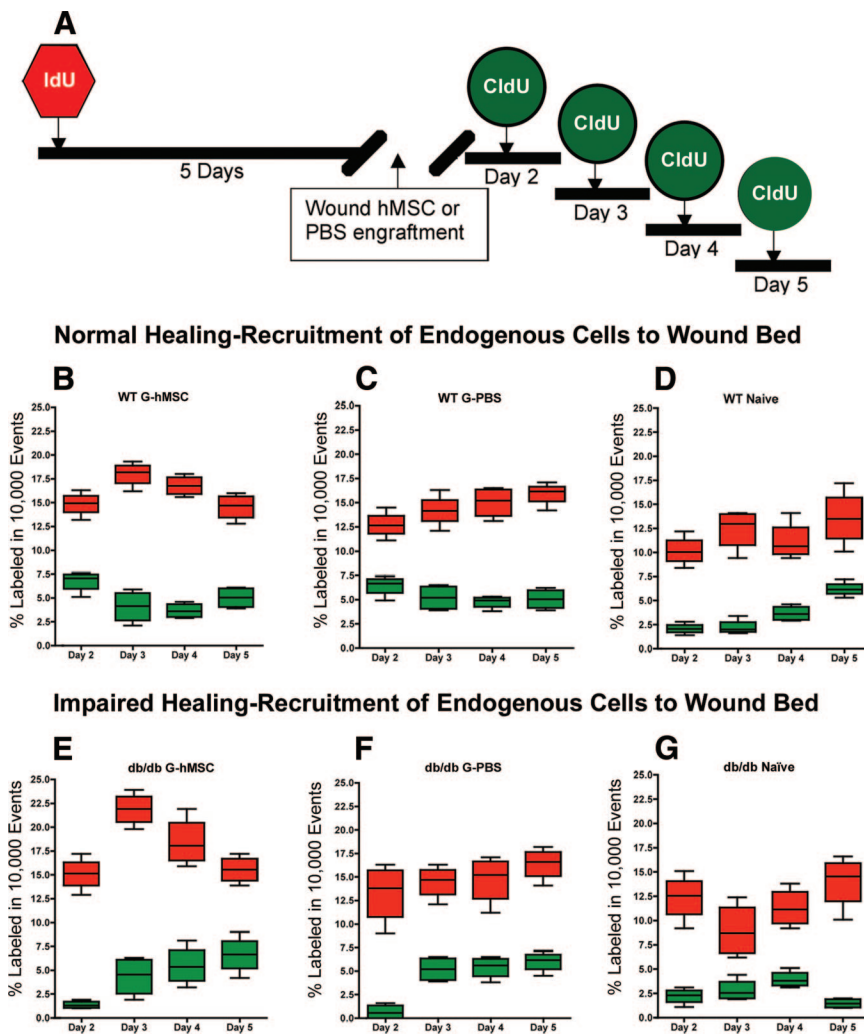 A
IdU
CldU
CldU
CldU
CldU
5 Days
Wound hMSC or
PBS engraftment
Day 2
Day 3
Day 4
Day 5
Normal Healing-Recruitment of Endogenous Cells to Wound Bed
B
WT G-hMSC
% Labeled in 10,000 Events
25.0
22.5
20.0
17.5
15.0
12.5
10.0
7.5
5.0
2.5
0.0
Day 2 Day 3 Day 4 Day 5
C
WT G-PBS
% Labeled in 10,000 Events
25.0
22.5
20.0
17.5
15.0
12.5
10.0
7.5
5.0
2.5
0.0
Day 2 Day 3 Day 4 Day 5
D
WT Naive
% Labeled in 10,000 Events
25.0
22.5
20.0
17.5
15.0
12.5
10.0
7.5
5.0
2.5
0.0
Day 2 Day 3 Day 4 Day 5
Impaired Healing-Recruitment of Endogenous Cells to Wound Bed
E
db/db G-hMSC
% Labeled in 10,000 Events
25.0
22.5
20.0
17.5
15.0
12.5
10.0
7.5
5.0
2.5
0.0
Day 2 Day 3 Day 4 Day 5
F
db/db G-PBS
% Labeled in 10,000 Events
25.0
22.5
20.0
17.5
15.0
12.5
10.0
7.5
5.0
2.5
0.0
Day 2 Day 3 Day 4 Day 5
G
db/db Naïve
% Labeled in 10,000 Events
25.0
22.5
20.0
17.5
15.0
12.5
10.0
7.5
5.0
2.5
0.0
Day 2 Day 3 Day 4 Day 5